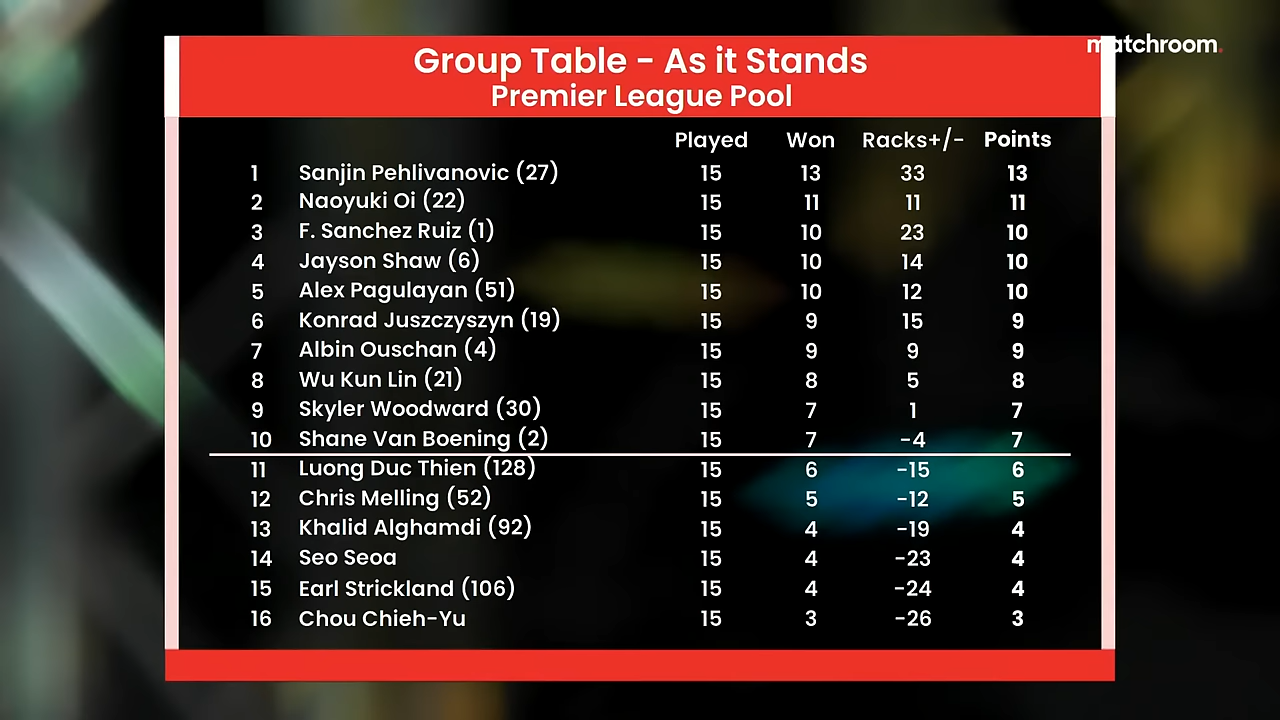 matchroom.
Group Table - As it Stands
Premier League Pool
Played Won Racks+/- Points
1 Sanjin Pehlivanovic (27) 15 13 33 13
2 Naoyuki Oi (22) 15 11 11 11
3 F. Sanchez Ruiz (1) 15 10 23 10
4 Jayson Shaw (6) 15 10 14 10
5 Alex Pagulayan (51) 15 10 12 10
6 Konrad Juszczyszyn (19) 15 9 15 9
7 Albin Ouschan (4) 15 9 9 9
8 Wu Kun Lin (21) 15 8 5 8
9 Skyler Woodward (30) 15 7 1 7
10 Shane Van Boening (2) 15 7 -4 7
11 Luong Duc Thien (128) 15 6 -15 6
12 Chris Melling (52) 15 5 -12 5
13 Khalid Alghamdi (92) 15 4 -19 4
14 Seo Seoa 15 4 -23 4
15 Earl Strickland (106) 15 4 -24 4
16 Chou Chieh-Yu 15 3 -26 3